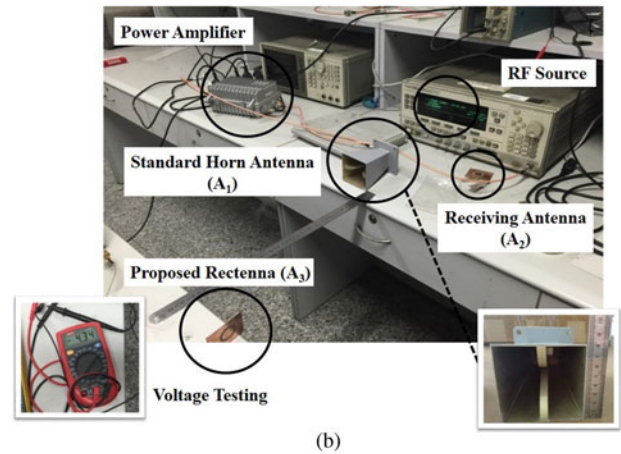 Power Amplifier
RF Source
Standard Horn Antenna
(A₁)
Receiving Antenna
(A₂)
Proposed Rectenna (A₃)
Voltage Testing
(b)